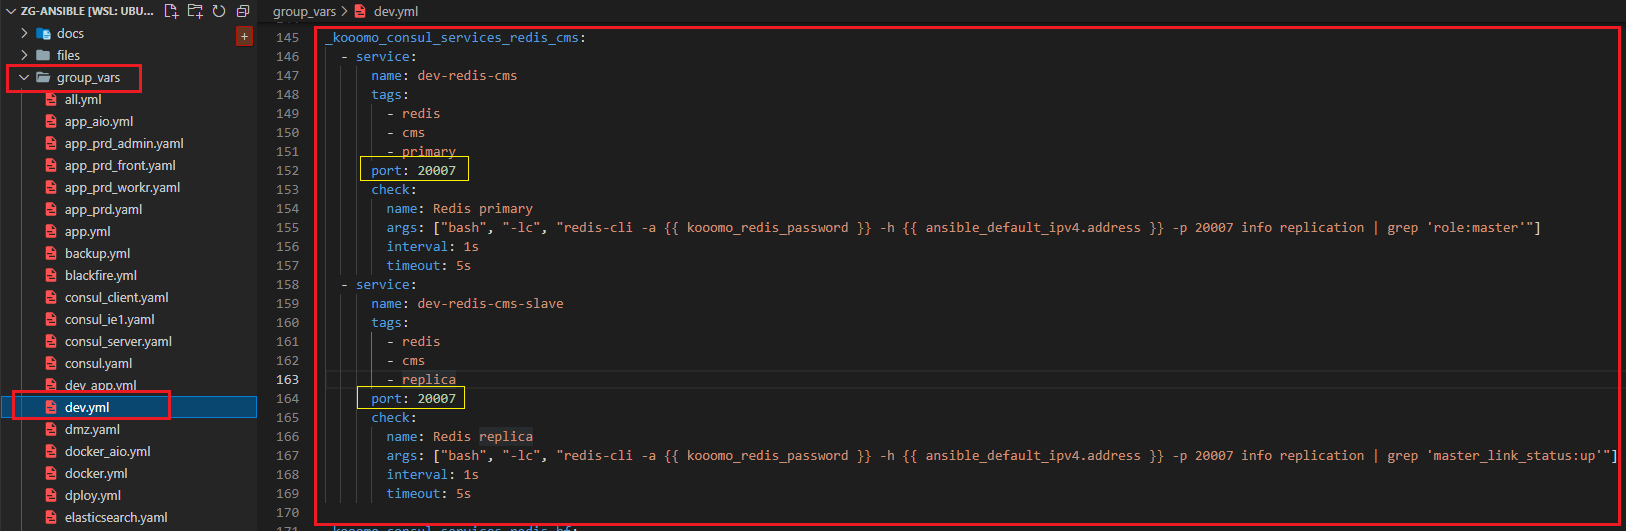 ZG-ANSIBLE [WSL: UBU...
docs
files
group_vars
all.yml
app_aio.yml
app_prd_admin.yaml
app_prd_front.yaml
app_prd_workr.yaml
app_prd.yaml
app.yml
backup.yml
blackfire.yml
consul_client.yaml
consul_ie1.yaml
consul_server.yaml
consul.yaml
dev_app.yml
dev.yml
dmz.yaml
docker_aio.yml
docker.yml
dploy.yml
elasticsearch.yaml
group_vars > dev.yml
145 _kooomo_consul_services_redis_cms:
146 - service:
147 name: dev-redis-cms
148 tags:
149 - redis
150 - cms
151 - primary
152 port: 20007
153 check:
154 name: Redis primary
155 args: ["bash", "-lc", "redis-cli -a {{ kooomo_redis_password }} -h {{ ansible_default_ipv4.address }} -p 20007 info replication | grep 'role:master'"]
156 interval: 1s
157 timeout: 5s
158 - service:
159 name: dev-redis-cms-slave
160 tags:
161 - redis
162 - cms
163 - replica
164 port: 20007
165 check:
166 name: Redis replica
167 args: ["bash", "-lc", "redis-cli -a {{ kooomo_redis_password }} -h {{ ansible_default_ipv4.address }} -p 20007 info replication | grep 'master_link_status:up'"]
168 interval: 1s
169 timeout: 5s
170
171 _kooomo_consul_services_redis_bf: